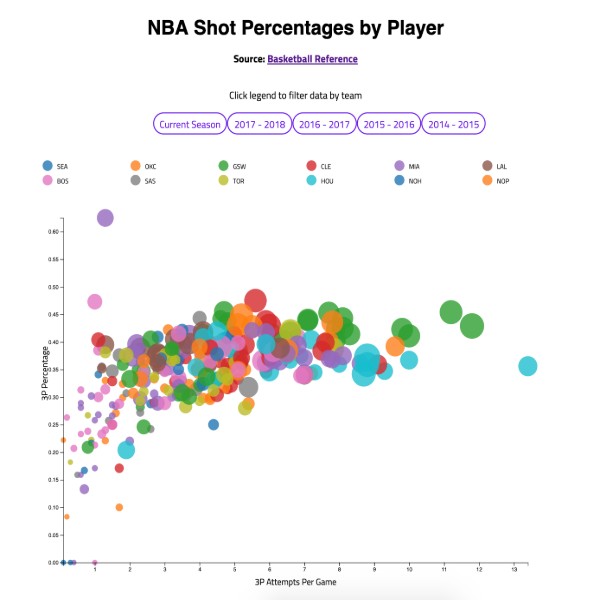 NBA Shot Percentages by Player
Source: Basketball Reference
Click legend to filter data by team
Current Season 2017 - 2018 2016 - 2017 2015 - 2016 2014 - 2015
SEA OKC GSW CLE MIA LAL
BOS SAS TOR HOU NOH NOP
0.60
0.55
0.50
0.45
0.40
0.35
0.30
0.25
0.20
0.15
0.10
0.05
0.00
3P Percentage
1 2 3 4 5 6 7 8 9 10 11 12 13
3P Attempts Per Game